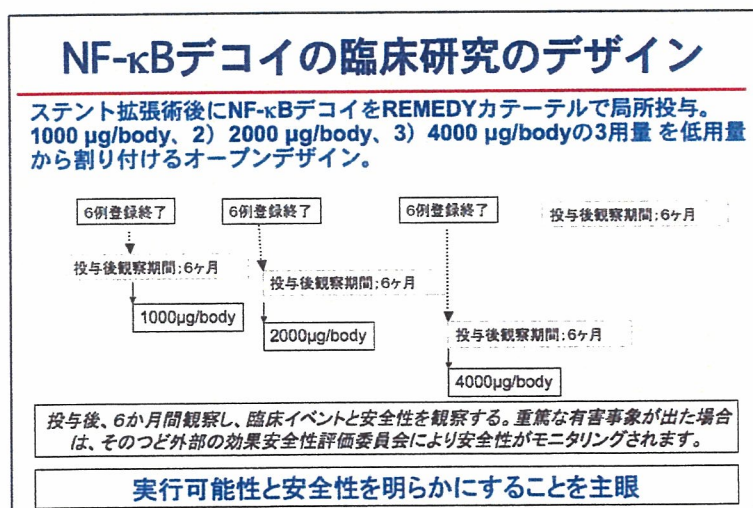 NF-κBデコイの臨床研究のデザイン
ステント拡張術後にNF-κBデコイをREMEDYカテーテルで局所投与。
1000 μg/body、2）2000 μg/body、3）4000 μg/bodyの3用量 を低用量
から割り付けるオープンデザイン。
6例登録終了
6例登録終了
6例登録終了
投与後観察期間;6ヶ月
投与後観察期間;6ヶ月
投与後観察期間;6ヶ月
1000μg/body
2000μg/body
投与後観察期間;6ヶ月
4000μg/body
投与後、6か月間観察し、臨床イベントと安全性を観察する。重篤な有害事象が出た場合
は、そのつど外部の効果安全性評価委員会により安全性がモニタリングされます。
実行可能性と安全性を明らかにすることを主眼